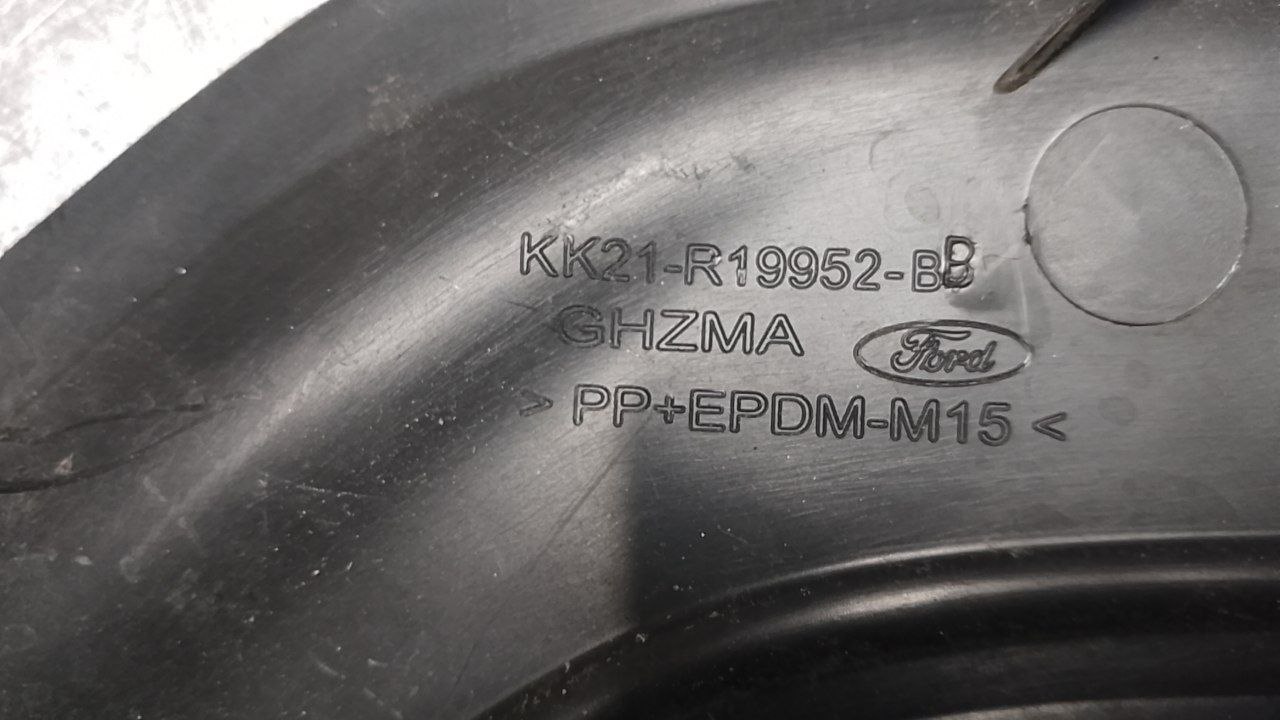 KK21-R19952-BB
GHZMA
Ford
> PP+EPDM-M15 <